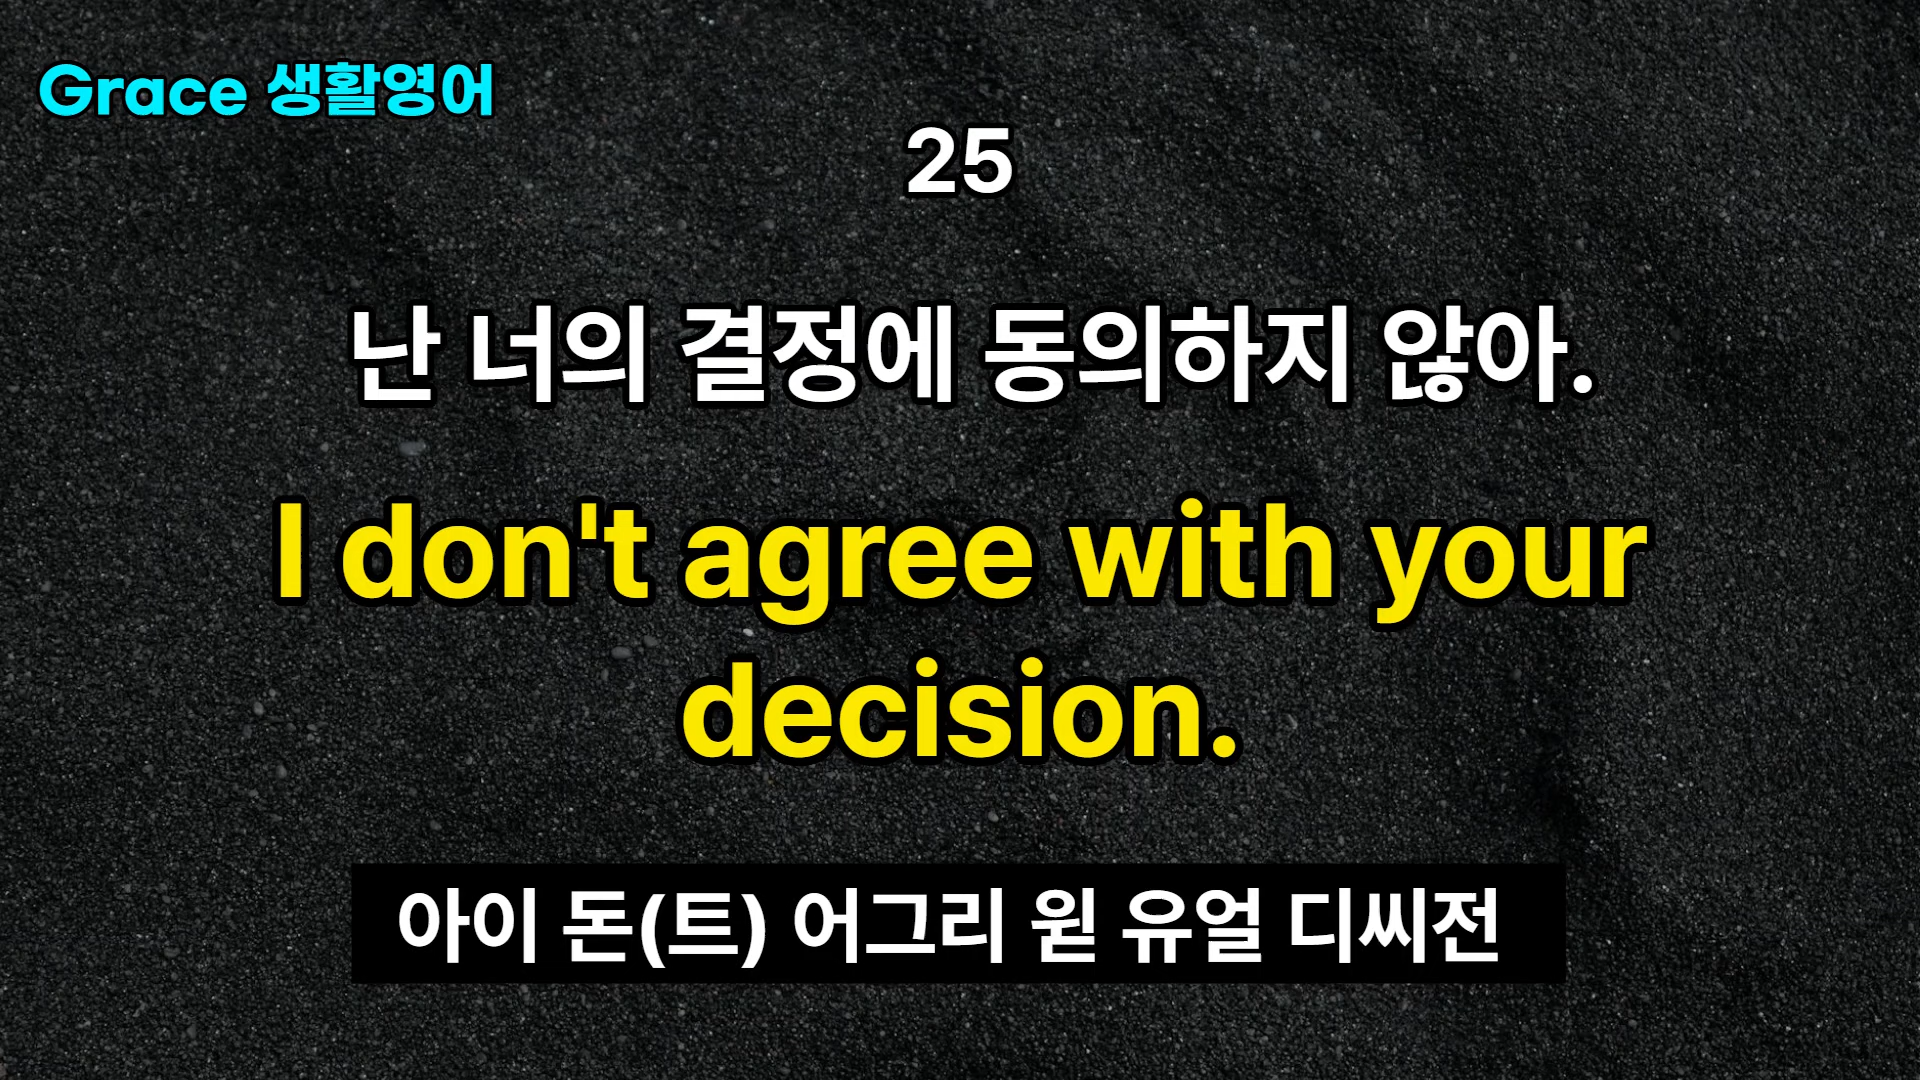 Grace 생활영어
25
난 너의 결정에 동의하지 않아.
I don't agree with your
decision.
아이 돈(트) 어그리 윋 유얼 디씨전